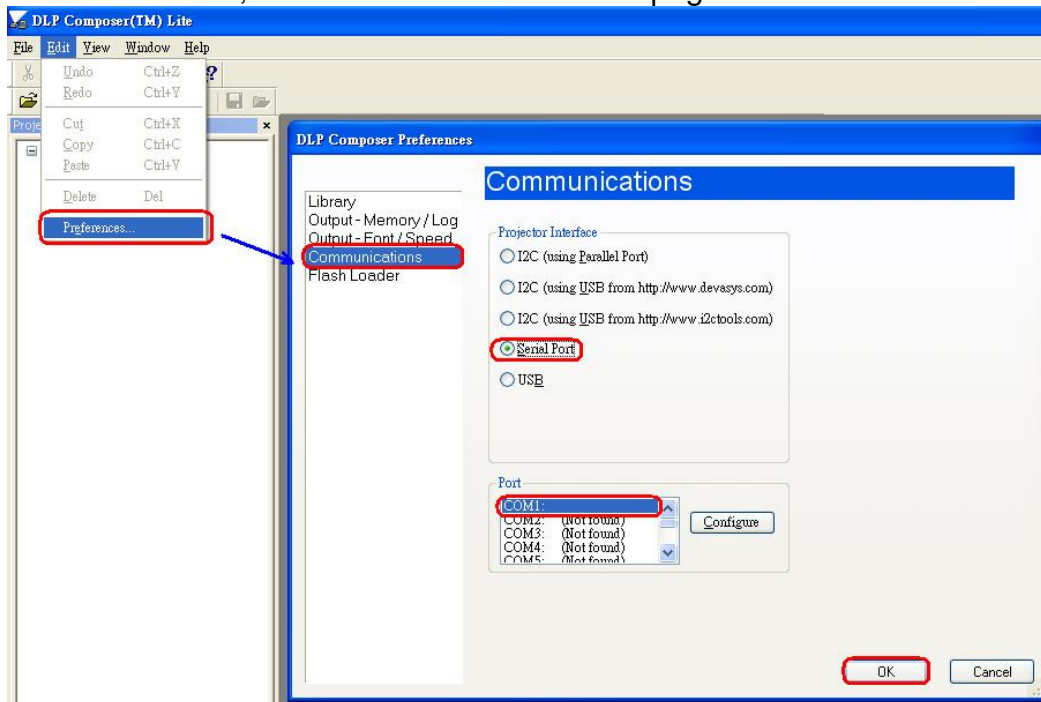 DLP Composer(TM) Lite
File Edit View Window Help
Undo Ctrl+Z
Redo Ctrl+Y
Cut Ctrl+X
Copy Ctrl+C
Paste Ctrl+V
Delete Del
Preferences...
DLP Composer Preferences
Library
Output - Memory / Log
Output - Font / Speed
Communications
Flash Loader
Communications
Projector Interface
I2C (using Parallel Port)
I2C (using USB from http://www.devasys.com)
I2C (using USB from http://www.i2ctools.com)
Serial Port
USB
Port
COM1:
COM2: (Not found)
COM3: (Not found)
COM4: (Not found)
COM5: (Not found)
Configure
OK Cancel